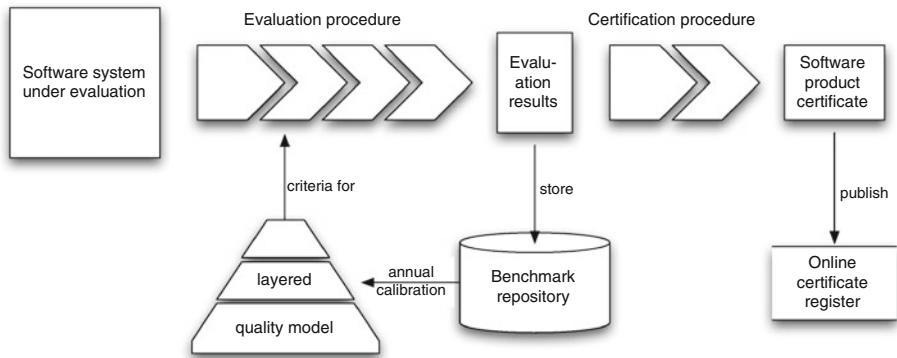 Evaluation procedure
Certification procedure
Software system
under evaluation
Evalu-
ation
results
Software
product
certificate
criteria for
store
publish
layered
quality model
annual
calibration
Benchmark
repository
Online
certificate
register